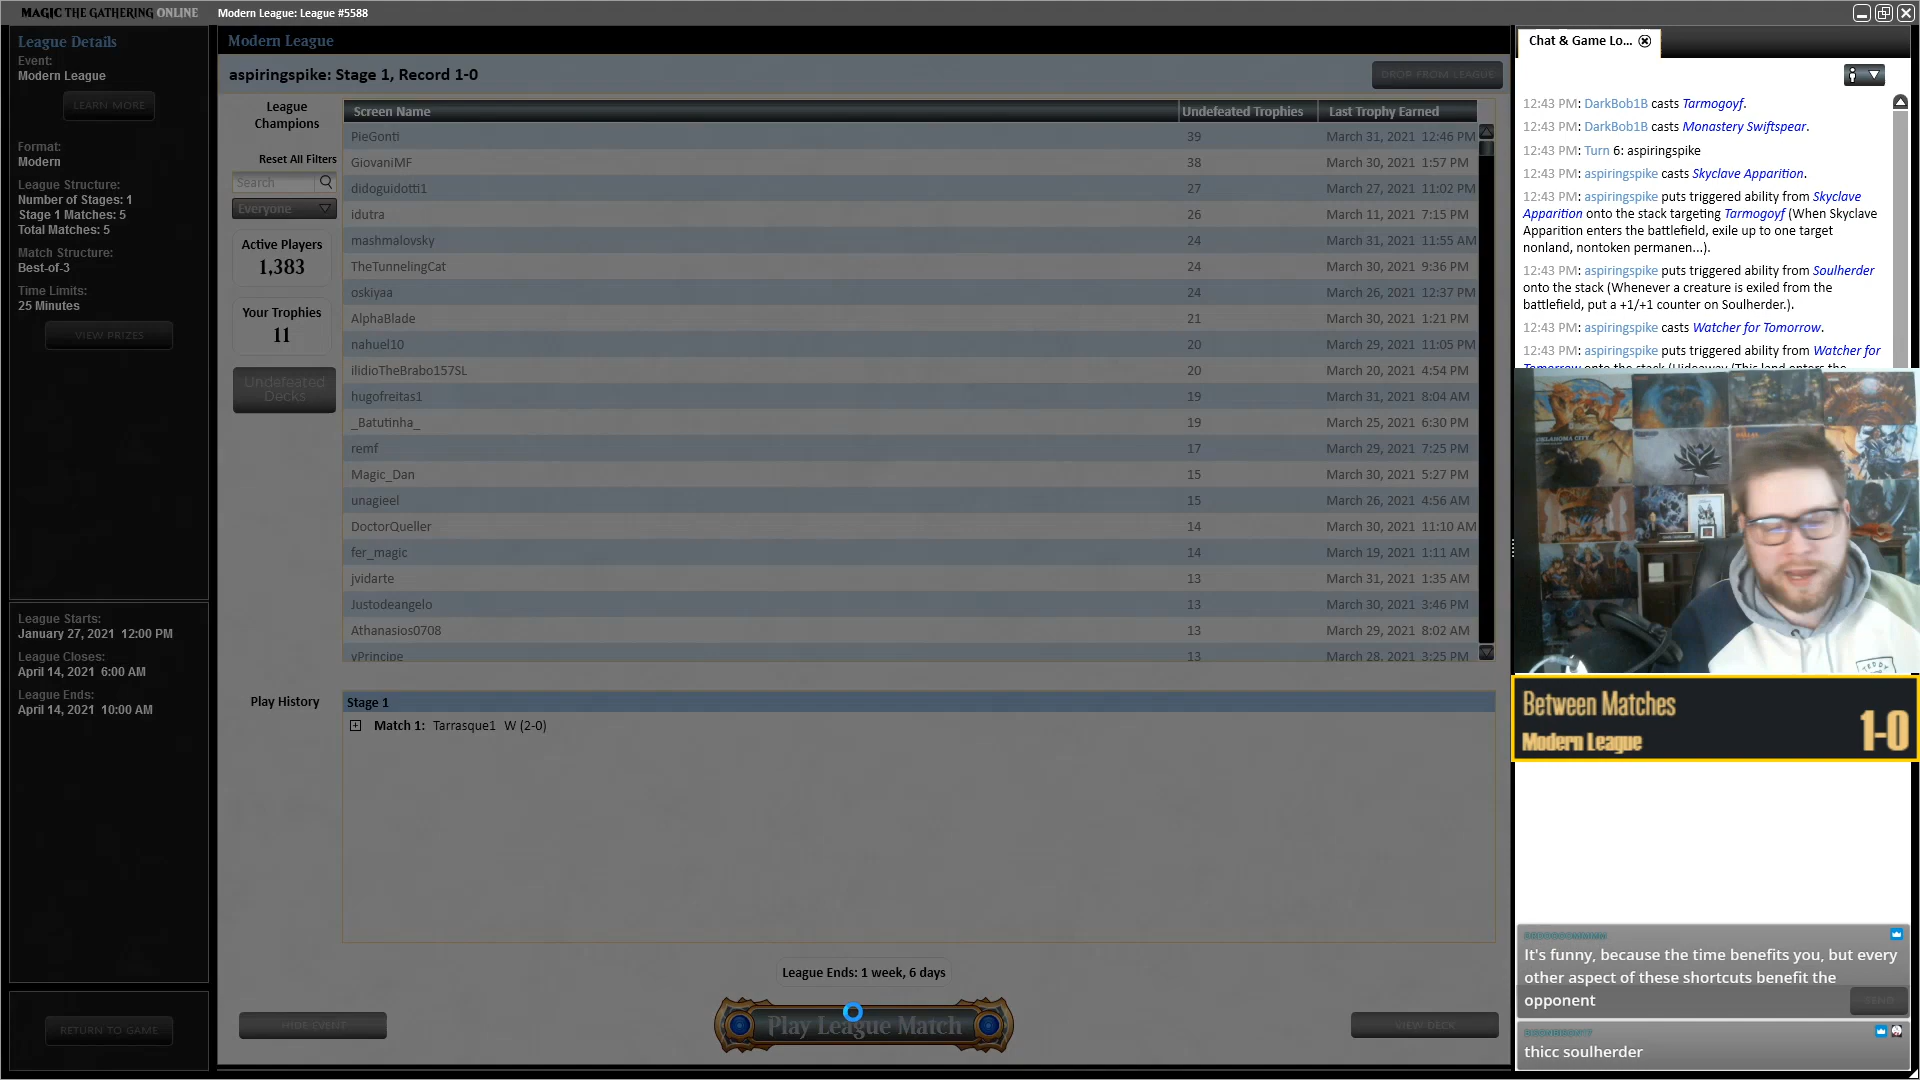 MAGIC THE GATHERING ONLINE
Modern League: League #5588
League Details
Event:
Modern League
LEARN MORE
Format:
Modern
League Structure:
Number of Stages: 1
Stage 1 Matches: 5
Total Matches: 5
Match Structure:
Best-of-3
Time Limits:
25 Minutes
VIEW PRIZES
League Starts:
January 27, 2021 12:00 PM
League Closes:
April 14, 2021 6:00 AM
League Ends:
April 14, 2021 10:00 AM
RETURN TO GAME
Modern League
aspiringspike: Stage 1, Record 1-0
DROP FROM LEAGUE
League
Champions
Reset All Filters
Search
Everyone
Active Players
1,383
Your Trophies
11
Undefeated
Decks
Screen Name Undefeated Trophies Last Trophy Earned
PieGonti 39 March 31, 2021 12:46 PM
GiovaniMF 38 March 30, 2021 1:57 PM
didoguidotti1 27 March 27, 2021 11:02 PM
idutra 26 March 11, 2021 7:15 PM
mashmalovsky 24 March 31, 2021 11:55 AM
TheTunnelingCat 24 March 30, 2021 9:36 PM
oskiyaa 24 March 26, 2021 12:37 PM
AlphaBlade 21 March 30, 2021 1:21 PM
nahuel10 20 March 29, 2021 11:05 PM
ilidioTheBrabo157SL 20 March 20, 2021 4:54 PM
hugofreitas1 19 March 31, 2021 8:04 AM
_Batutinha_ 19 March 25, 2021 6:30 PM
remf 17 March 29, 2021 7:25 PM
Magic_Dan 15 March 30, 2021 5:27 PM
unagieel 15 March 26, 2021 4:56 AM
DoctorQueller 14 March 30, 2021 11:10 AM
fer_magic 14 March 19, 2021 1:11 AM
jvidarte 13 March 31, 2021 1:35 AM
Justodeangelo 13 March 30, 2021 3:46 PM
Athanasios0708 13 March 29, 2021 8:02 AM
vPrincipe 13 March 28, 2021 3:25 PM
Play History
Stage 1
Match 1: Tarrasque1 W (2-0)
League Ends: 1 week, 6 days
HIDE EVENT
Play League Match
VIEW DECK
Chat & Game Lo...
12:43 PM: DarkBob1B casts Tarmogoyf.
12:43 PM: DarkBob1B casts Monastery Swiftspear.
12:43 PM: Turn 6: aspiringspike
12:43 PM: aspiringspike casts Skyclave Apparition.
12:43 PM: aspiringspike puts triggered ability from Skyclave
Apparition onto the stack targeting Tarmogoyf (When Skyclave
Apparition enters the battlefield, exile up to one target
nonland, nontoken permanen...).
12:43 PM: aspiringspike puts triggered ability from Soulherder
onto the stack (Whenever a creature is exiled from the
battlefield, put a +1/+1 counter on Soulherder.).
12:43 PM: aspiringspike casts Watcher for Tomorrow.
12:43 PM: aspiringspike puts triggered ability from Watcher for
Tomorrow onto the stack (Hideaway (This land enters the
OKLAHOMA CITY
TEDDY
Between Matches
Modern League
1-0
It's funny, because the time benefits you, but every
other aspect of these shortcuts benefit the
opponent
SEND
thicc soulherder